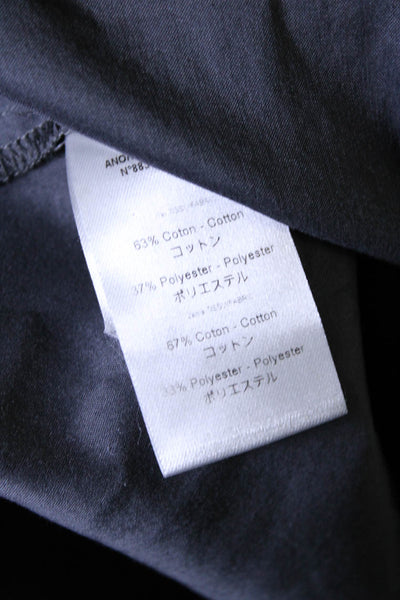 63% Coton - Cotton
コットン
37% Polyester - Polyester
ポリエステル
67% Coton - Cotton
コットン
33% Polyester - Polyester
ポリエステル